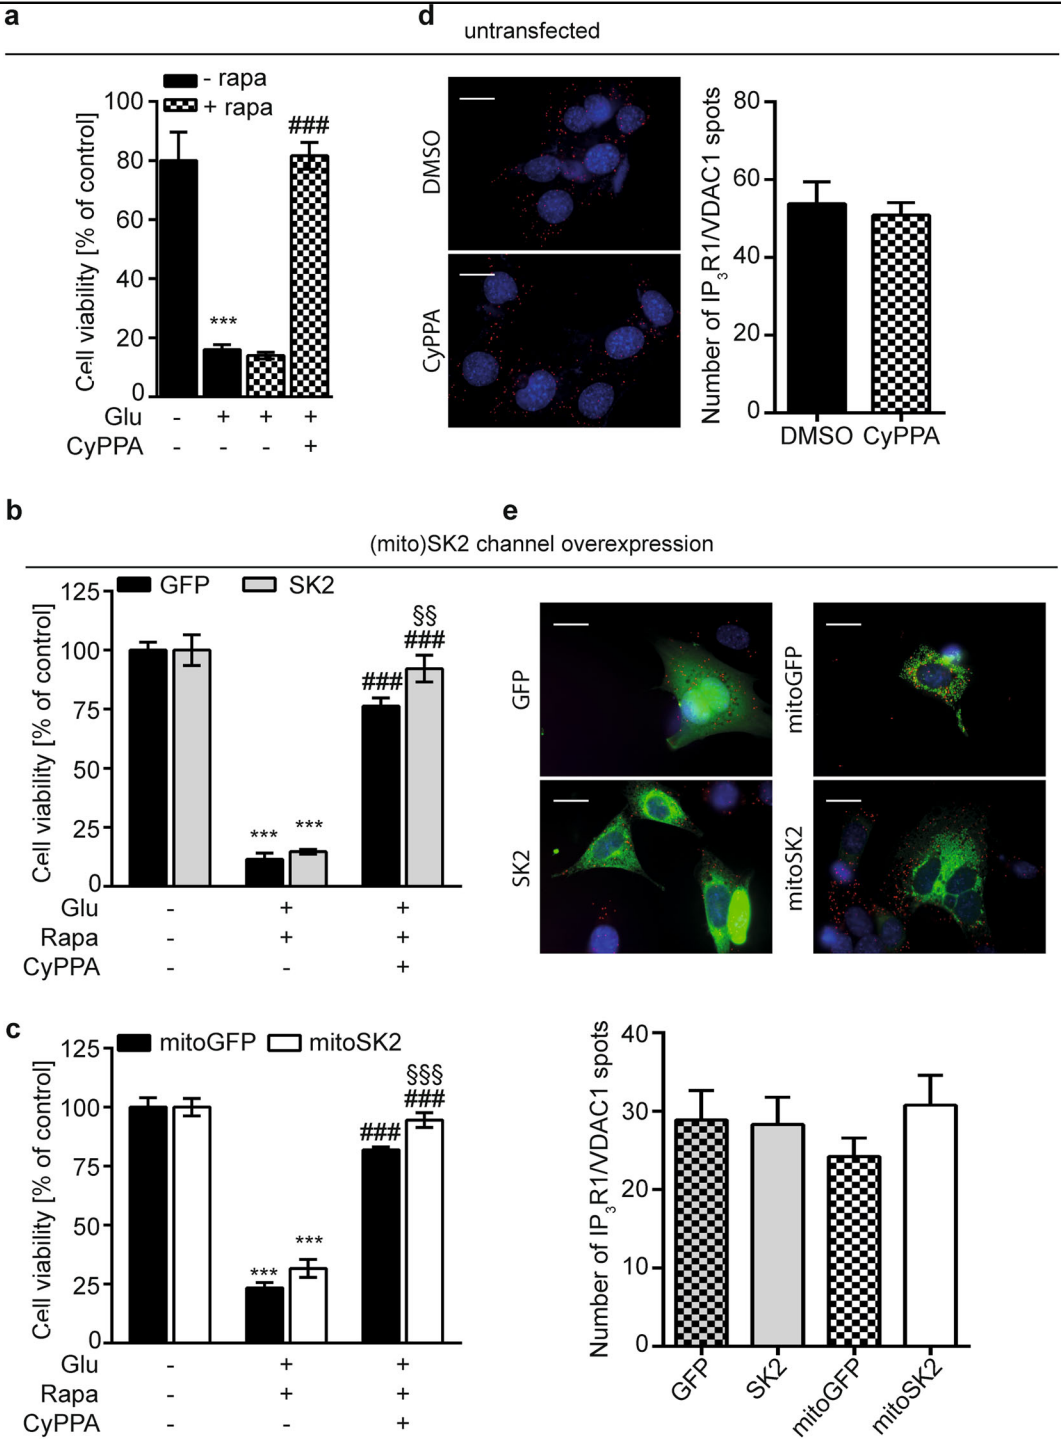 a
d
untransfected
- rapa
+ rapa
Cell viability [% of control]
100
80
60
40
20
0
***
###
Glu - + + +
CyPPA - - - +
DMSO
CyPPA
Number of IP3R1/VDAC1 spots
80
60
40
20
0
DMSO CyPPA
b
e
(mito)SK2 channel overexpression
GFP SK2
Cell viability [% of control]
125
100
75
50
25
0
***
***
###
§§
###
Glu - + +
Rapa - + +
CyPPA - - +
GFP
mitoGFP
SK2
mitoSK2
c
mitoGFP mitoSK2
Cell viability [% of control]
125
100
75
50
25
0
***
***
###
§§§
###
Glu - + +
Rapa - + +
CyPPA - - +
Number of IP3R1/VDAC1 spots
40
30
20
10
0
GFP
SK2
mitoGFP
mitoSK2